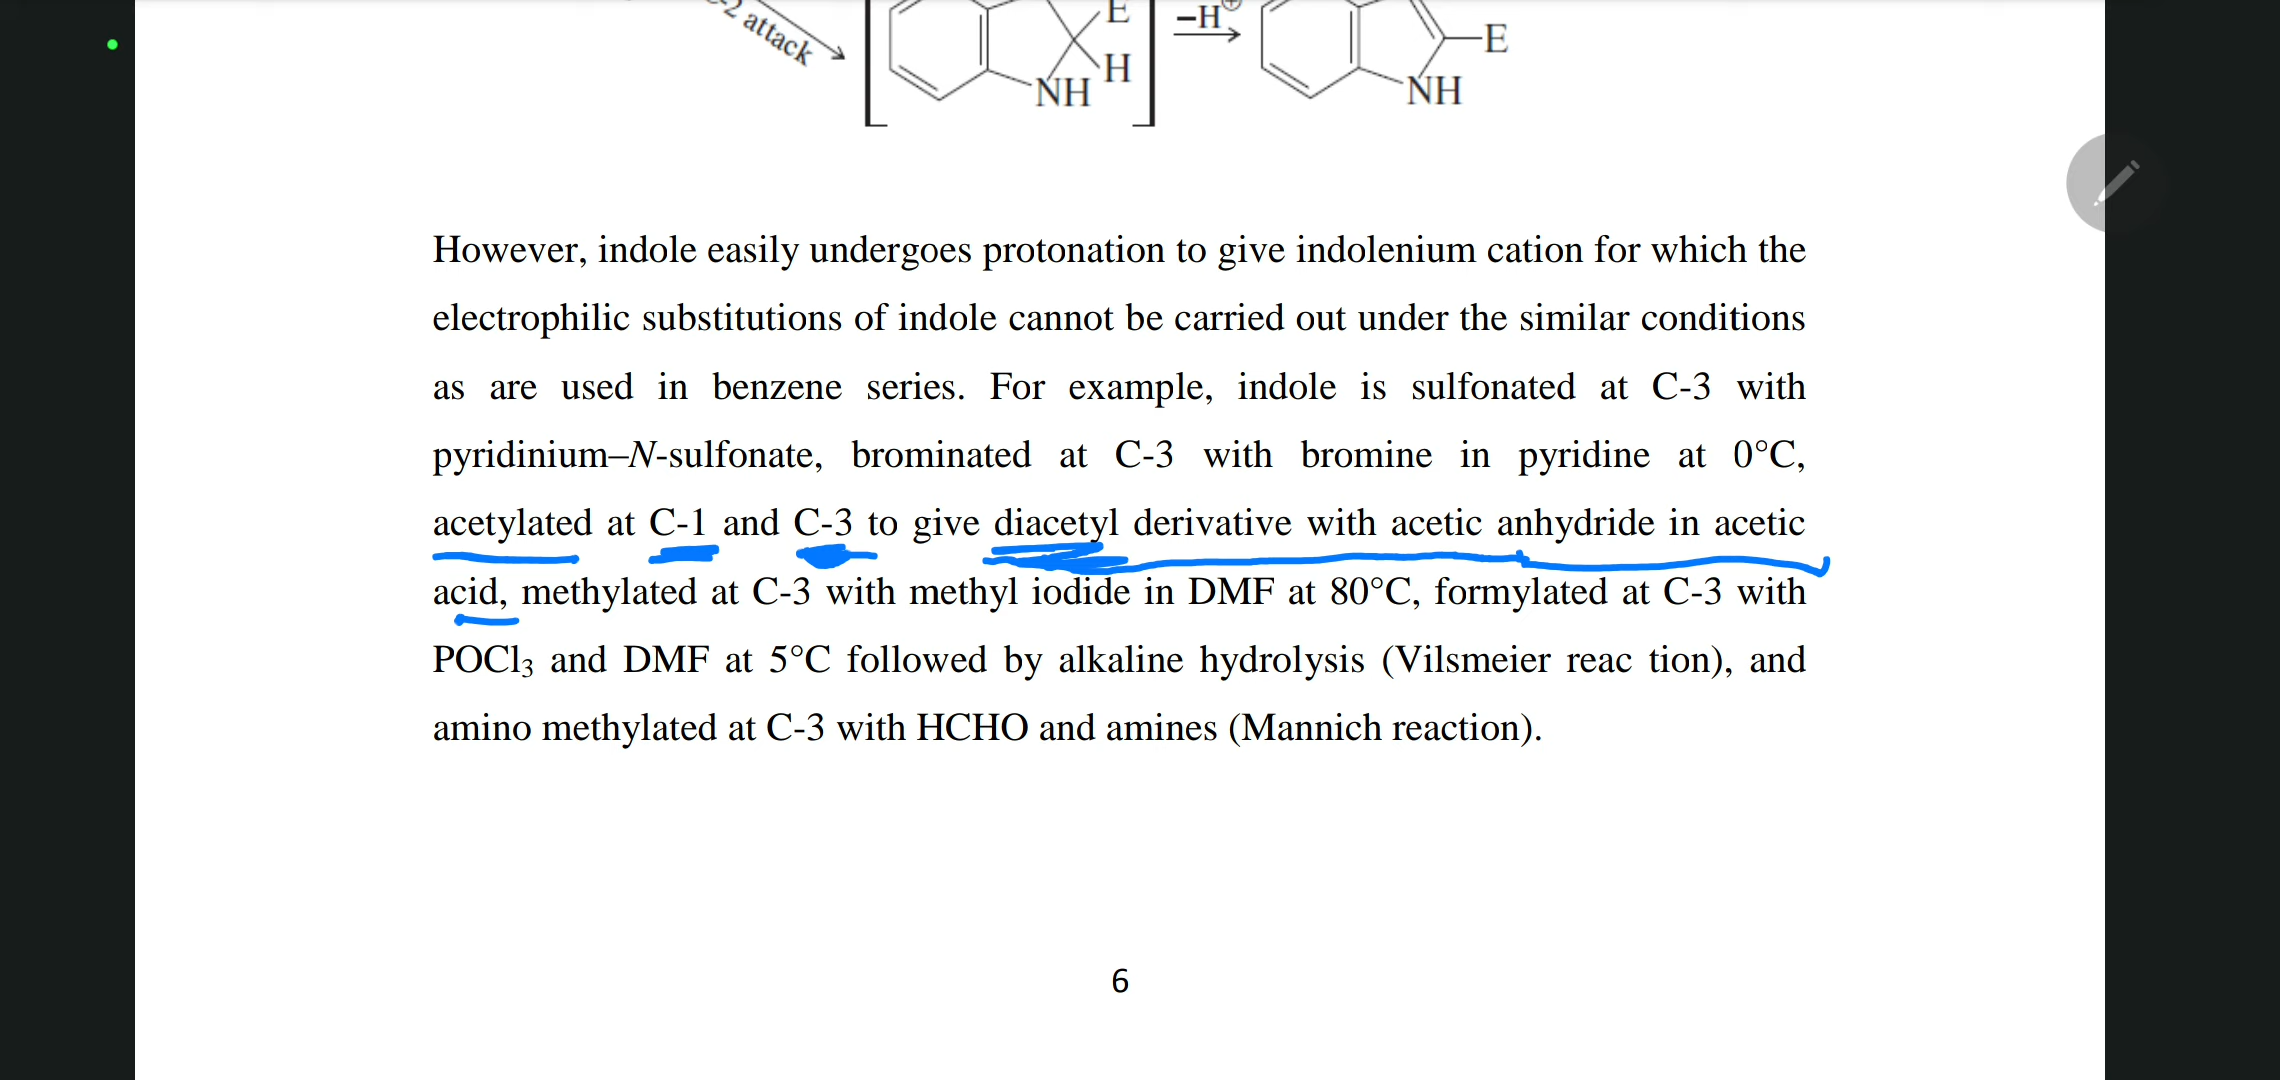 -2 attack
E
H
NH
–H⊕
E
NH
However, indole easily undergoes protonation to give indolenium cation for which the
electrophilic substitutions of indole cannot be carried out under the similar conditions
as are used in benzene series. For example, indole is sulfonated at C-3 with
pyridinium–N-sulfonate, brominated at C-3 with bromine in pyridine at 0°C,
acetylated at C-1 and C-3 to give diacetyl derivative with acetic anhydride in acetic
acid, methylated at C-3 with methyl iodide in DMF at 80°C, formylated at C-3 with
POCl₃ and DMF at 5°C followed by alkaline hydrolysis (Vilsmeier reac tion), and
amino methylated at C-3 with HCHO and amines (Mannich reaction).
6